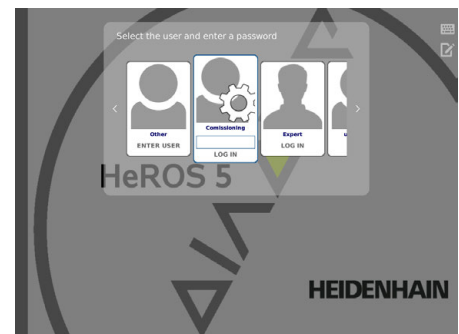 Select the user and enter a password
Other
ENTER USER
Comissioning
LOG IN
Expert
LOG IN
HeROS 5
HEIDENHAIN